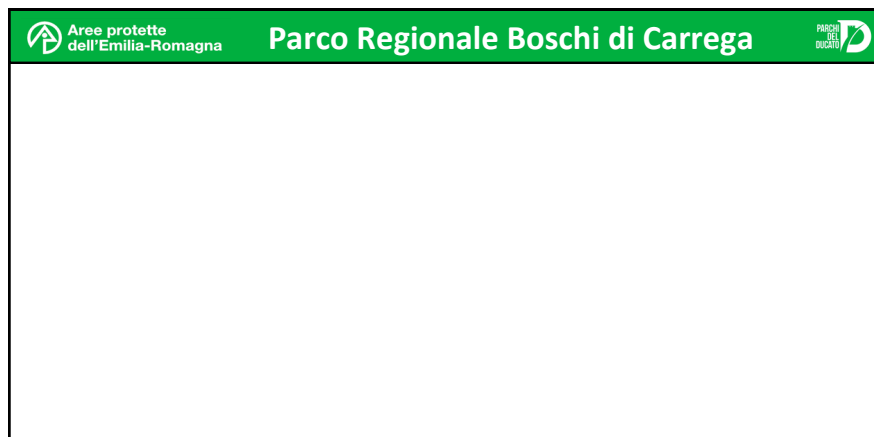 Aree protette
dell'Emilia-Romagna
Parco Regionale Boschi di Carrega
PARCHI
DEL
DUCATO